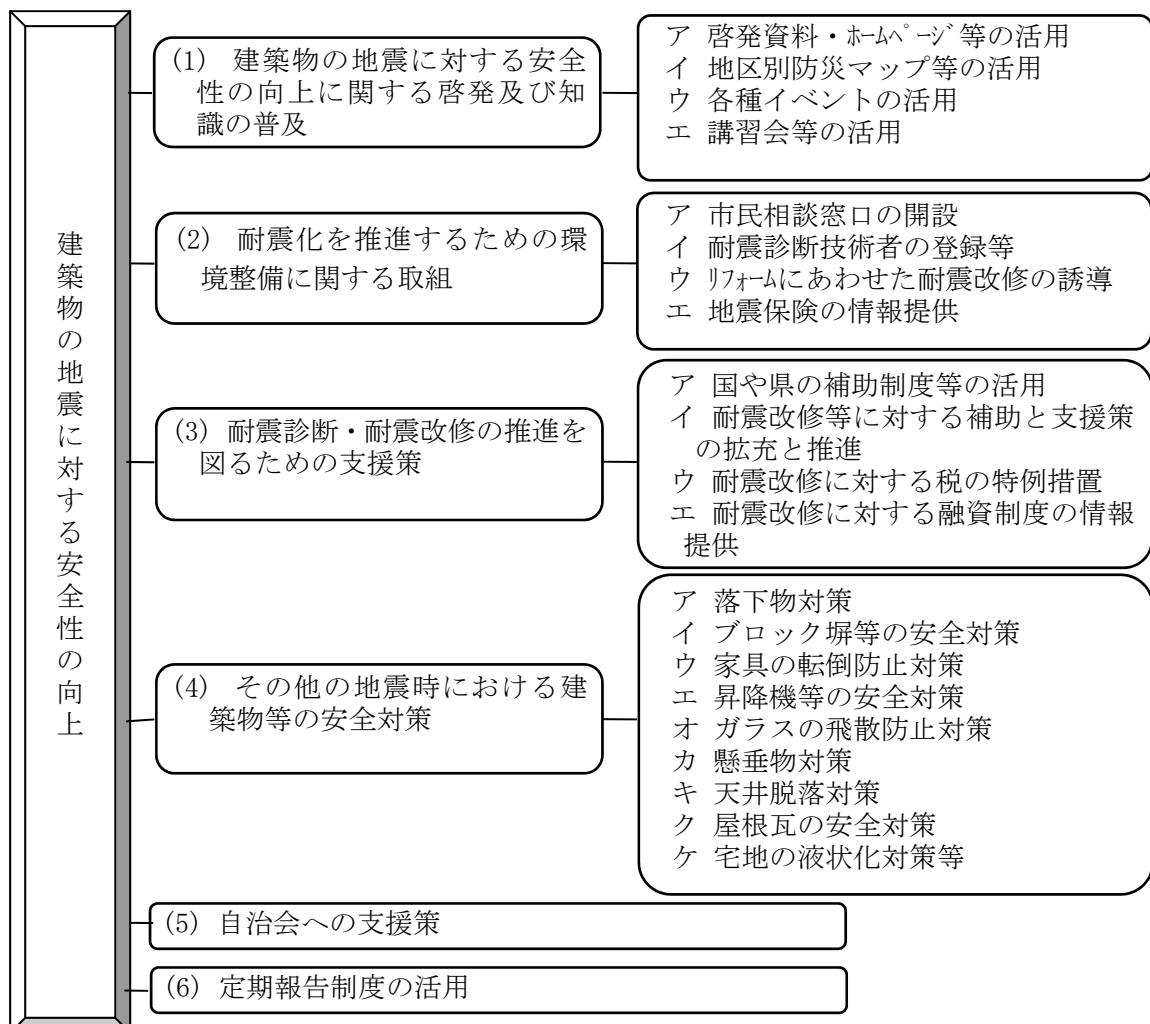 建築物の地震に対する安全性の向上
(1) 建築物の地震に対する安全
性の向上に関する啓発及び知
識の普及
ア 啓発資料・ﾎｰﾑﾍﾟｰｼﾞ等の活用
イ 地区別防災マップ等の活用
ウ 各種イベントの活用
エ 講習会等の活用
(2) 耐震化を推進するための環
境整備に関する取組
ア 市民相談窓口の開設
イ 耐震診断技術者の登録等
ウ ﾘﾌｫｰﾑにあわせた耐震改修の誘導
エ 地震保険の情報提供
(3) 耐震診断・耐震改修の推進を
図るための支援策
ア 国や県の補助制度等の活用
イ 耐震改修等に対する補助と支援策
の拡充と推進
ウ 耐震改修に対する税の特例措置
エ 耐震改修に対する融資制度の情報
提供
(4) その他の地震時における建
築物等の安全対策
ア 落下物対策
イ ブロック塀等の安全対策
ウ 家具の転倒防止対策
エ 昇降機等の安全対策
オ ガラスの飛散防止対策
カ 懸垂物対策
キ 天井脱落対策
ク 屋根瓦の安全対策
ケ 宅地の液状化対策等
(5) 自治会への支援策
(6) 定期報告制度の活用